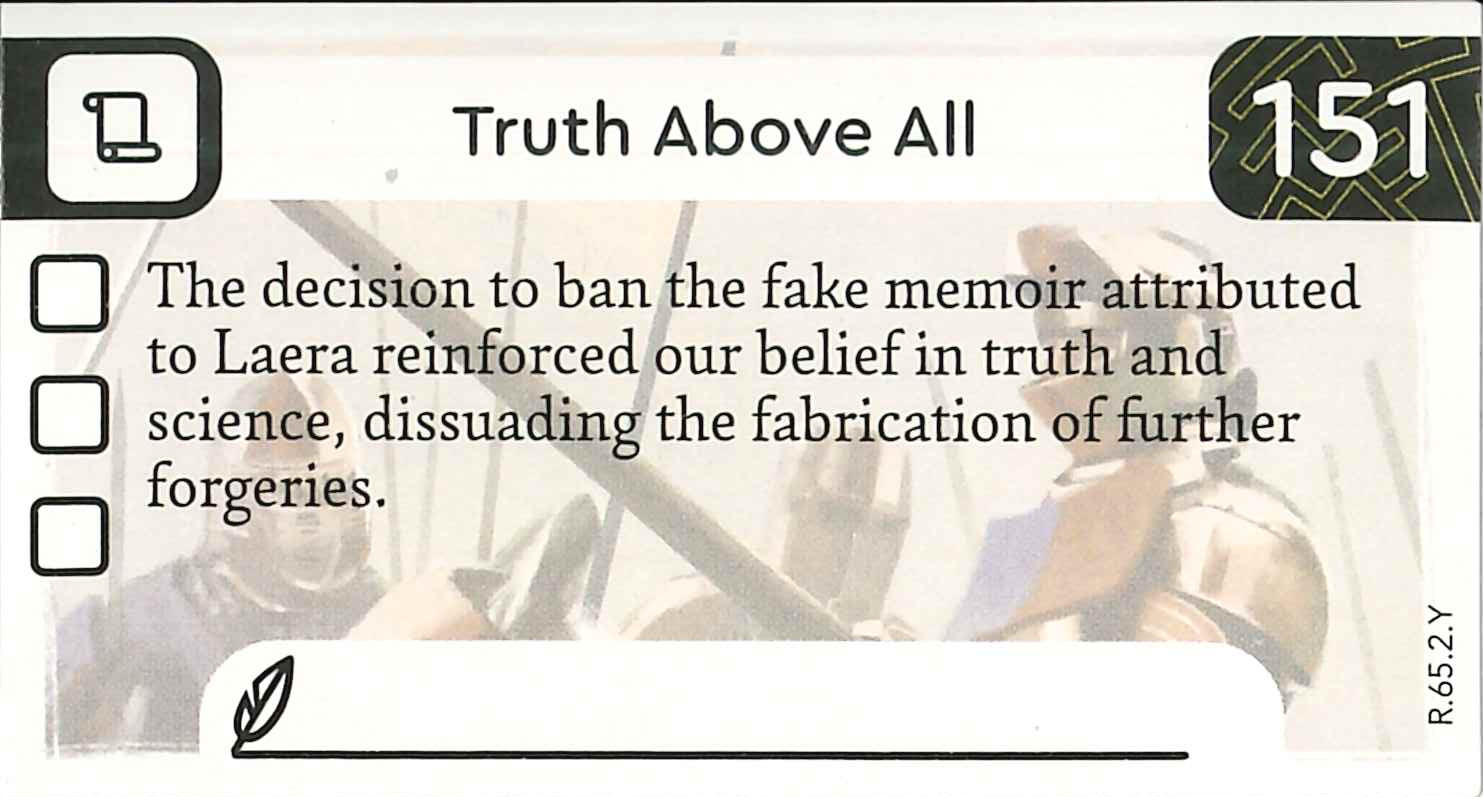 Truth Above All
151
The decision to ban the fake memoir attributed
to Laera reinforced our belief in truth and
science, dissuading the fabrication of further
forgeries.
R.65.2.Y